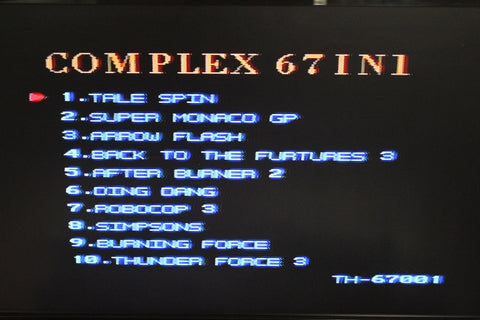 COMPLEX 67IN1
1.TALE SPIN
2.SUPER MONACO GP
3.ARROW FLASH
4.BACK TO THE FURTURES 3
5.AFTER BURNER 2
6.DING DANG
7.ROBOCOP 3
8.SIMPSONS
9.BURNING FORCE
10.THUNDER FORCE 3
TH-67001